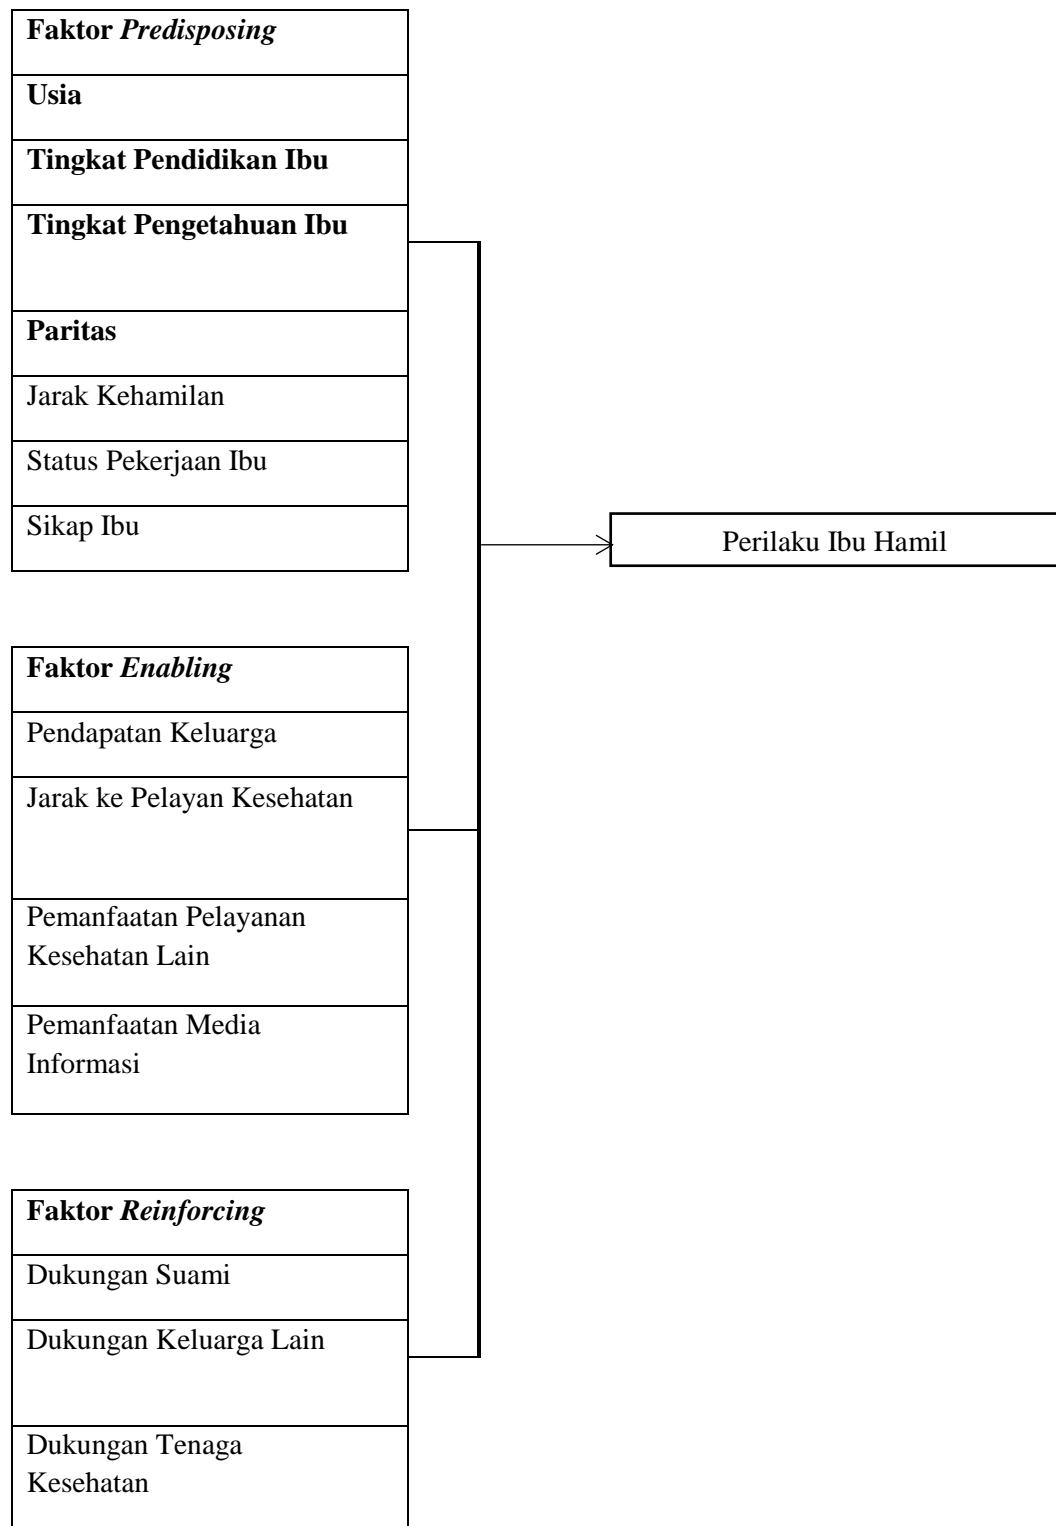 Faktor Predisposing
Usia
Tingkat Pendidikan Ibu
Tingkat Pengetahuan Ibu
Paritas
Jarak Kehamilan
Status Pekerjaan Ibu
Sikap Ibu
Perilaku Ibu Hamil
Faktor Enabling
Pendapatan Keluarga
Jarak ke Pelayan Kesehatan
Pemanfaatan Pelayanan
Kesehatan Lain
Pemanfaatan Media
Informasi
Faktor Reinforcing
Dukungan Suami
Dukungan Keluarga Lain
Dukungan Tenaga
Kesehatan